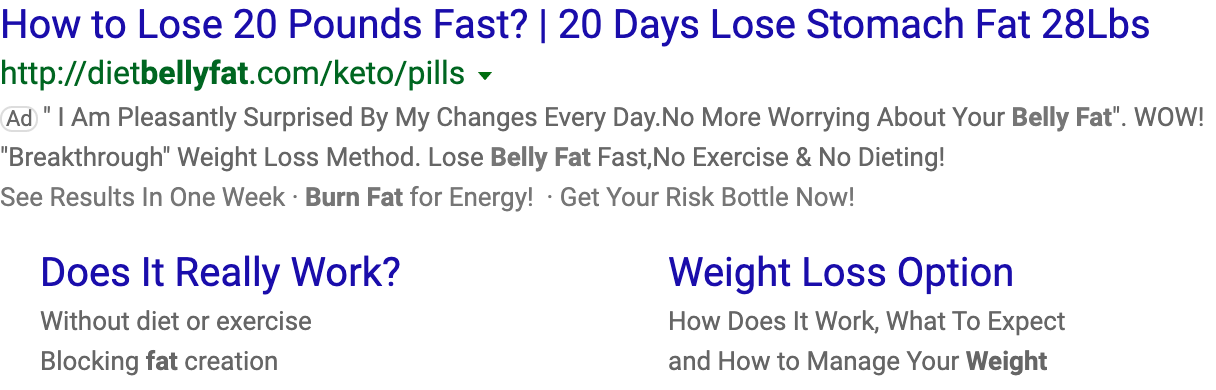 How to Lose 20 Pounds Fast? | 20 Days Lose Stomach Fat 28Lbs
http://dietbellyfat.com/keto/pills
Ad " I Am Pleasantly Surprised By My Changes Every Day.No More Worrying About Your Belly Fat". WOW!
"Breakthrough" Weight Loss Method. Lose Belly Fat Fast,No Exercise & No Dieting!
See Results In One Week · Burn Fat for Energy! · Get Your Risk Bottle Now!
Does It Really Work?
Without diet or exercise
Blocking fat creation
Weight Loss Option
How Does It Work, What To Expect
and How to Manage Your Weight